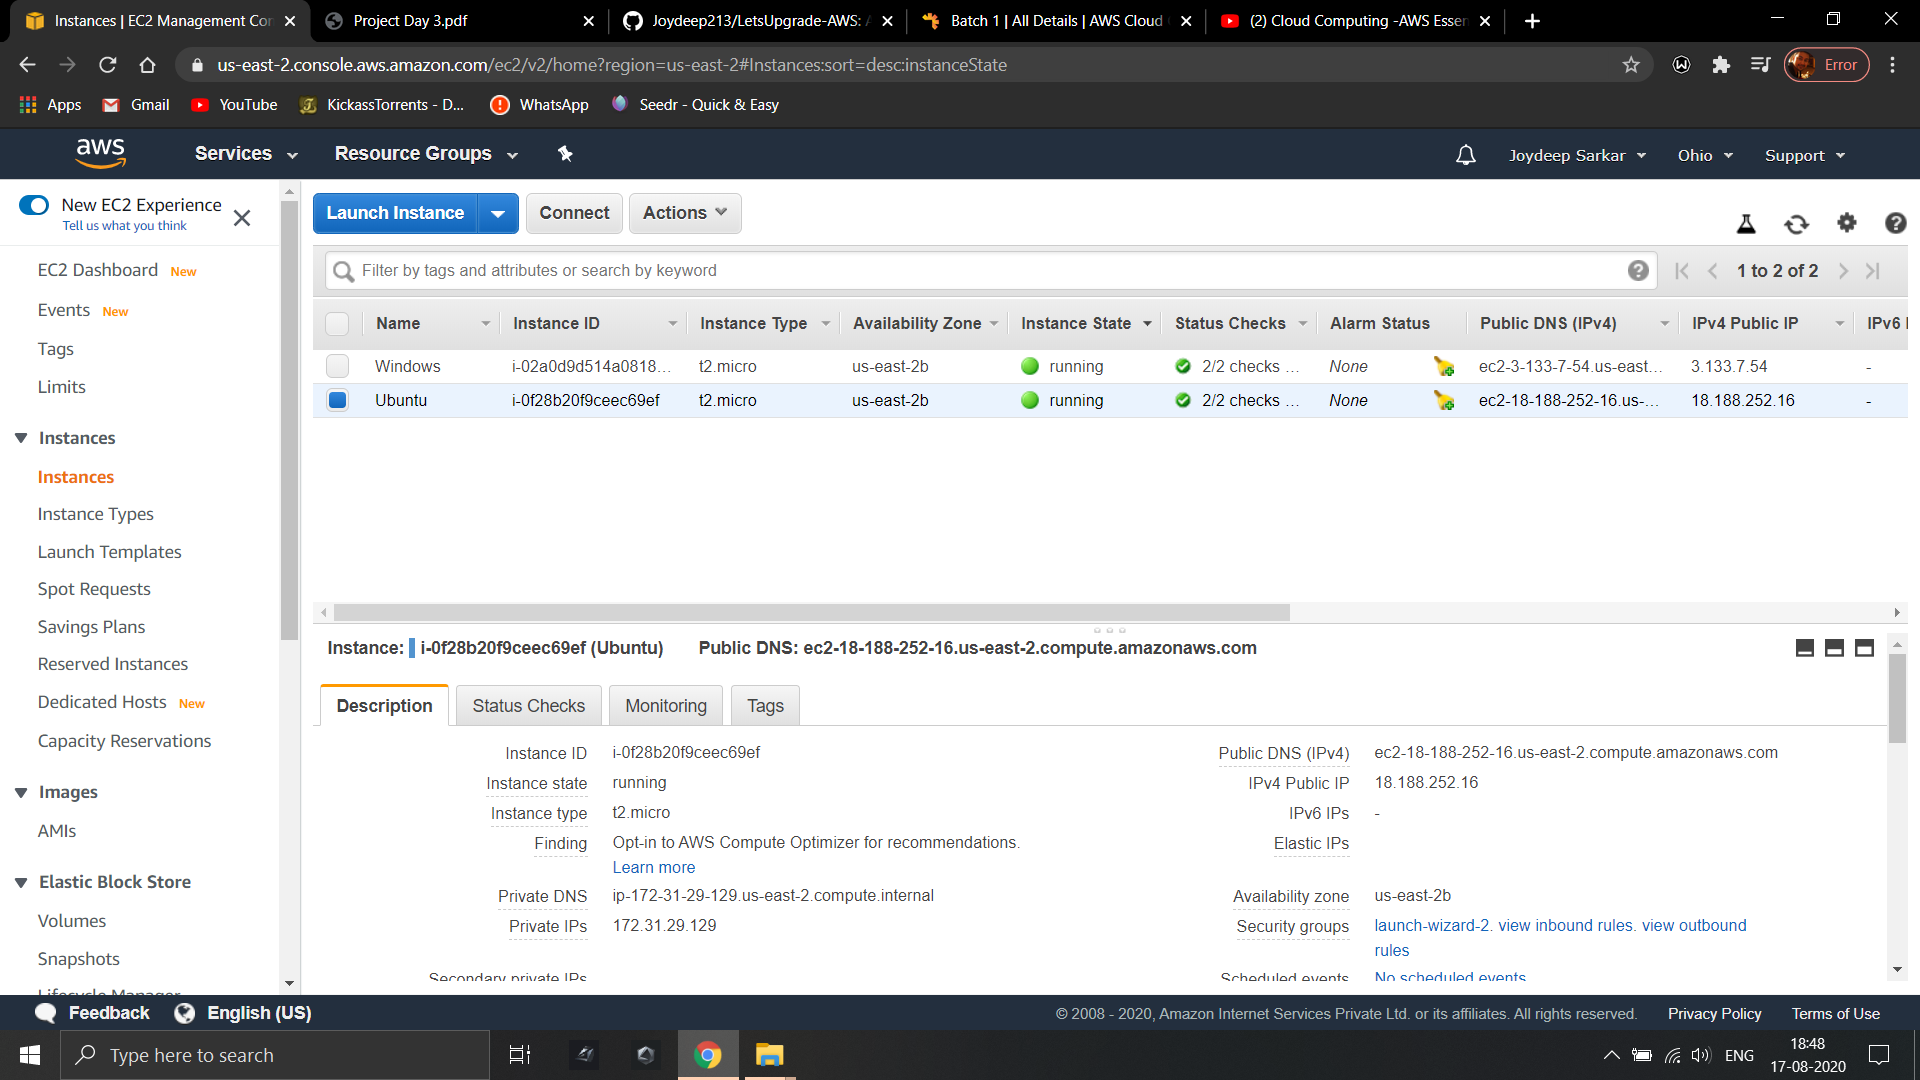 Instances | EC2 Management Con
Project Day 3.pdf
Joydeep213/LetsUpgrade-AWS: A
Batch 1 | All Details | AWS Cloud
(2) Cloud Computing -AWS Essen
us-east-2.console.aws.amazon.com/ec2/v2/home?region=us-east-2#Instances:sort=desc:instanceState
Error
Apps
Gmail
YouTube
KickassTorrents - D...
WhatsApp
Seedr - Quick & Easy
aws
Services
Resource Groups
Joydeep Sarkar
Ohio
Support
New EC2 Experience
Tell us what you think
EC2 Dashboard New
Events New
Tags
Limits
Instances
Instances
Instance Types
Launch Templates
Spot Requests
Savings Plans
Reserved Instances
Dedicated Hosts New
Capacity Reservations
Images
AMIs
Elastic Block Store
Volumes
Snapshots
Lifecycle Manager
Launch Instance
Connect
Actions
Filter by tags and attributes or search by keyword
1 to 2 of 2
Name Instance ID Instance Type Availability Zone Instance State Status Checks Alarm Status Public DNS (IPv4) IPv4 Public IP IPv6 I
Windows i-02a0d9d514a0818... t2.micro us-east-2b running 2/2 checks ... None ec2-3-133-7-54.us-east... 3.133.7.54 -
Ubuntu i-0f28b20f9ceec69ef t2.micro us-east-2b running 2/2 checks ... None ec2-18-188-252-16.us-... 18.188.252.16 -
Instance: i-0f28b20f9ceec69ef (Ubuntu) Public DNS: ec2-18-188-252-16.us-east-2.compute.amazonaws.com
Description Status Checks Monitoring Tags
Instance ID i-0f28b20f9ceec69ef
Instance state running
Instance type t2.micro
Finding Opt-in to AWS Compute Optimizer for recommendations.
Learn more
Private DNS ip-172-31-29-129.us-east-2.compute.internal
Private IPs 172.31.29.129
Secondary private IPs
Public DNS (IPv4) ec2-18-188-252-16.us-east-2.compute.amazonaws.com
IPv4 Public IP 18.188.252.16
IPv6 IPs -
Elastic IPs
Availability zone us-east-2b
Security groups launch-wizard-2. view inbound rules. view outbound
rules
Scheduled events No scheduled events
Feedback
English (US)
© 2008 - 2020, Amazon Internet Services Private Ltd. or its affiliates. All rights reserved.
Privacy Policy
Terms of Use
Type here to search
ENG
18:48
17-08-2020